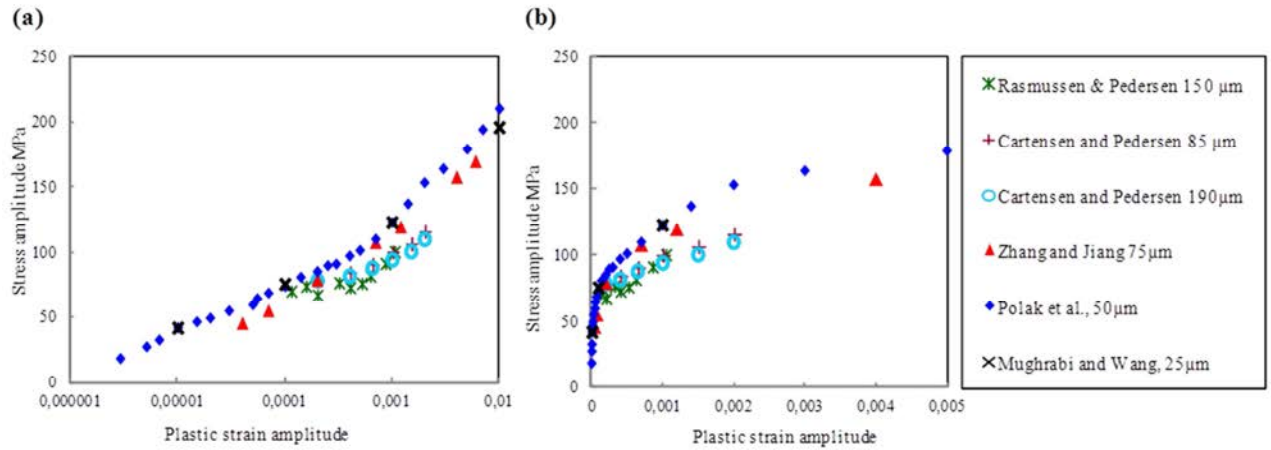 (a)
250
200
150
100
50
0
0,000001
0,00001
0,0001
0,001
0,01
Stress amplitude MPa
Plastic strain amplitude
(b)
250
200
150
100
50
0
0
0,001
0,002
0,003
0,004
0,005
Stress amplitude MPa
Plastic strain amplitude
Rasmussen & Pedersen 150 µm
Cartensen and Pedersen 85 µm
Cartensen and Pedersen 190µm
Zhang and Jiang 75µm
Polak et al., 50µm
Mughrabi and Wang, 25µm